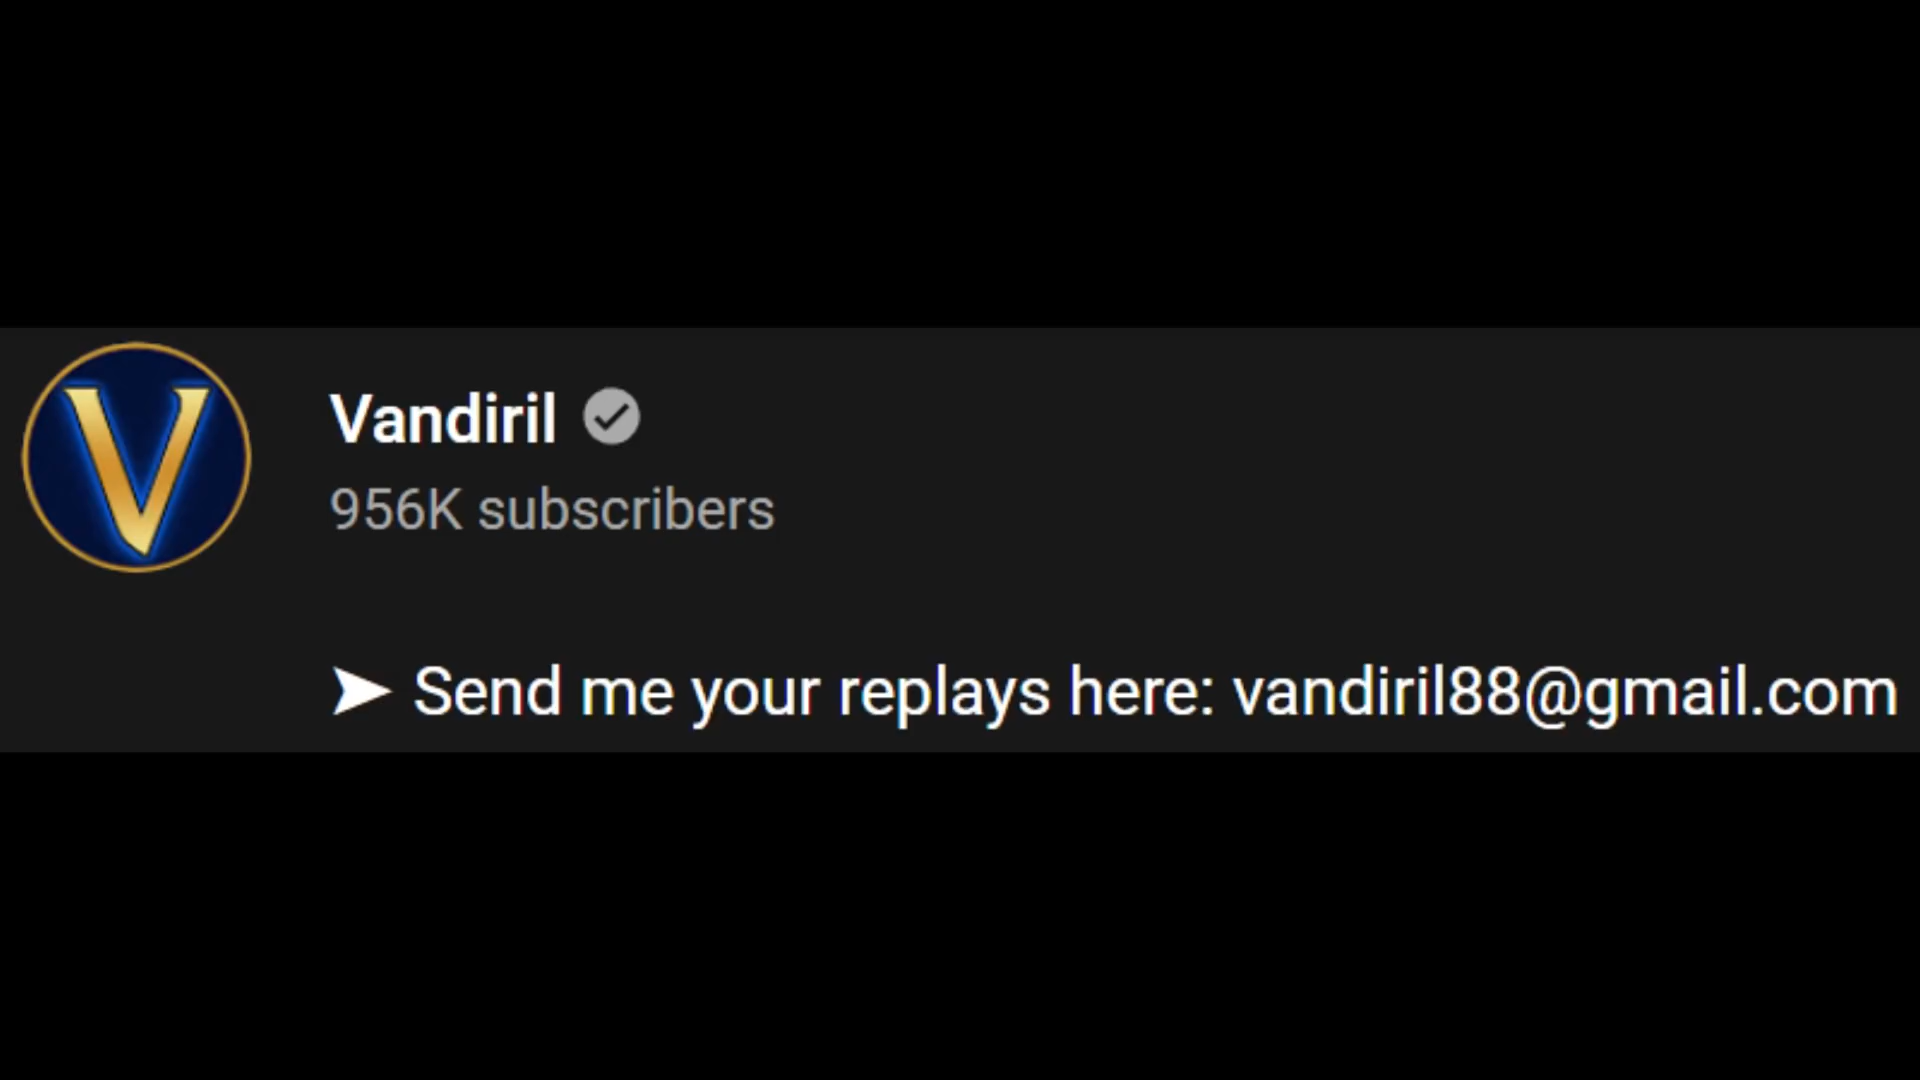 V
Vandiril
956K subscribers
➤ Send me your replays here: vandiril88@gmail.com